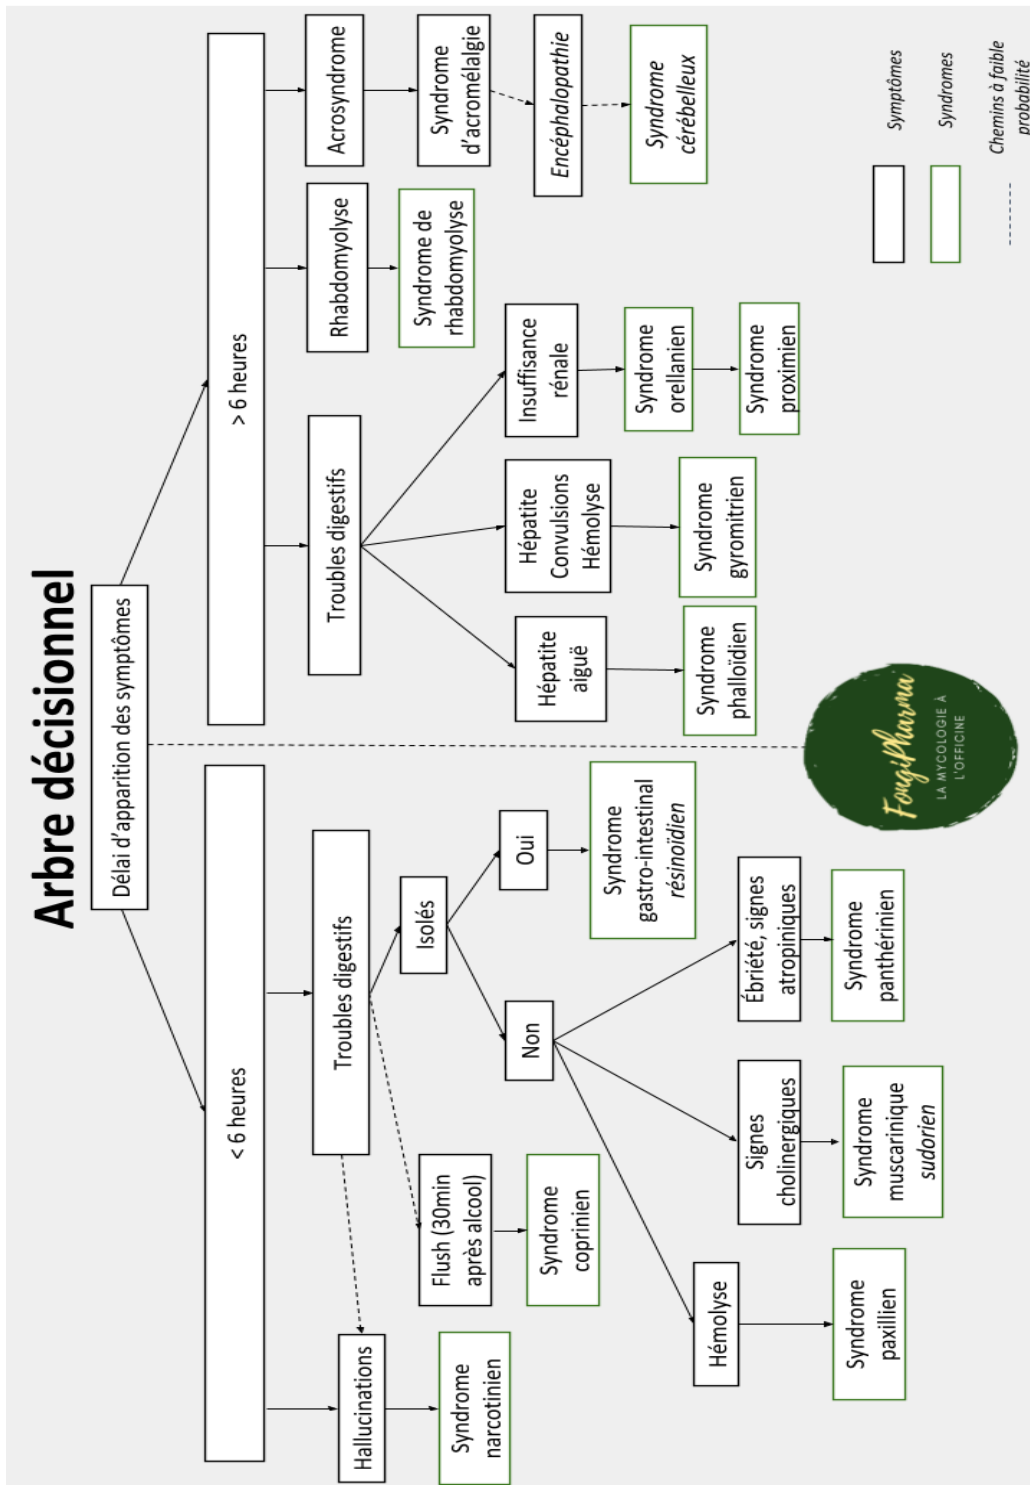 Arbre décisionnel
Délai d'apparition des symptômes
< 6 heures
> 6 heures
Hallucinations
Syndrome
narcotinien
Troubles digestifs
Flush (30min
après alcool)
Syndrome
coprinien
Isolés
Non
Oui
Syndrome
gastro-intestinal
résinoïdien
Hémolyse
Syndrome
paxillien
Signes
cholinergiques
Syndrome
muscarinique
sudorien
Ébriété, signes
atropiniques
Syndrome
panthérinien
Troubles digestifs
Hépatite
aiguë
Syndrome
phalloïdien
Hépatite
Convulsions
Hémolyse
Syndrome
gyromitrien
Insuffisance
rénale
Syndrome
orellanien
Syndrome
proximien
Rhabdomyolyse
Syndrome de
rhabdomyolyse
Acrosyndrome
Syndrome
d'acromélalgie
Encéphalopathie
Syndrome
cérébelleux
FongiPharma
LA MYCOLOGIE À
L'OFFICINE
Symptômes
Syndromes
Chemins à faible
probabilité